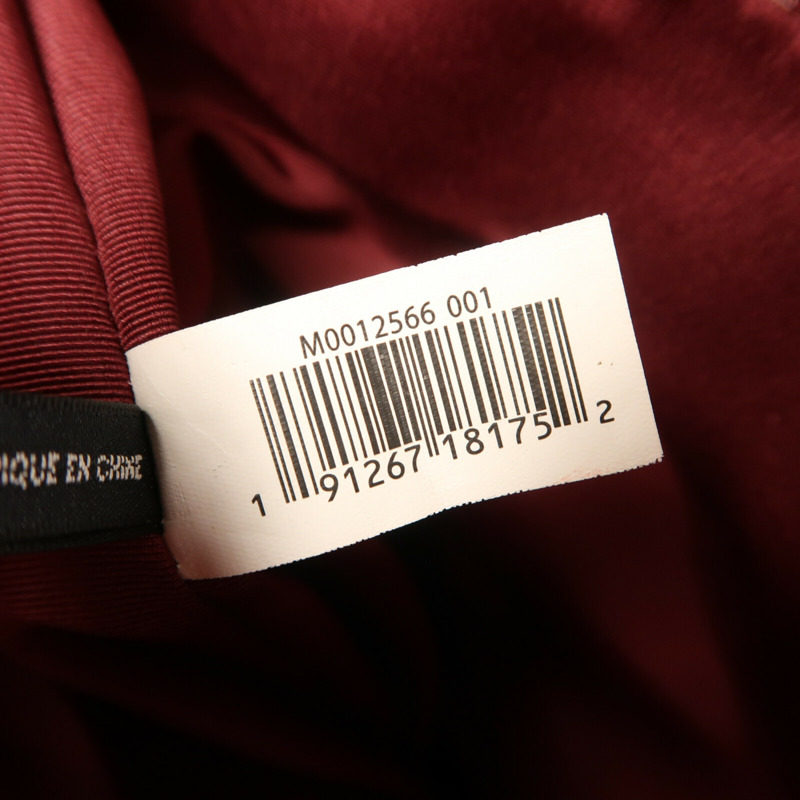 M0012566 001
1 91267 18175 2
IQUE EN CHINE